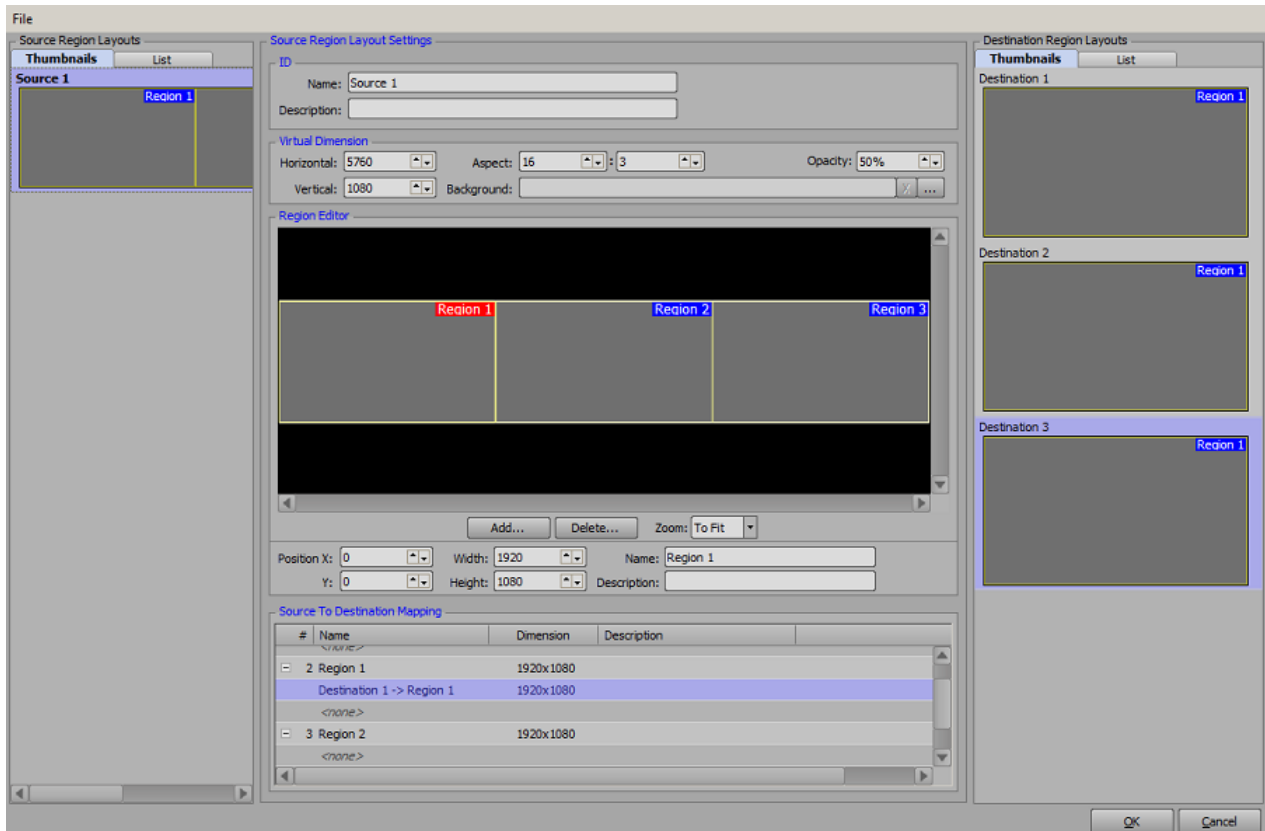 File
Source Region Layouts
Thumbnails List
Source 1
Region 1
Source Region Layout Settings
ID
Name: Source 1
Description:
Virtual Dimension
Horizontal: 5760 Aspect: 16 : 3 Opacity: 50%
Vertical: 1080 Background: X ...
Region Editor
Region 1 Region 2 Region 3
Add... Delete... Zoom: To Fit
Position X: 0 Width: 1920 Name: Region 1
Y: 0 Height: 1080 Description:
Source To Destination Mapping
# Name Dimension Description
<none>
2 Region 1 1920x1080
Destination 1 -> Region 1 1920x1080
<none>
3 Region 2 1920x1080
<none>
Destination Region Layouts
Thumbnails List
Destination 1
Region 1
Destination 2
Region 1
Destination 3
Region 1
OK Cancel